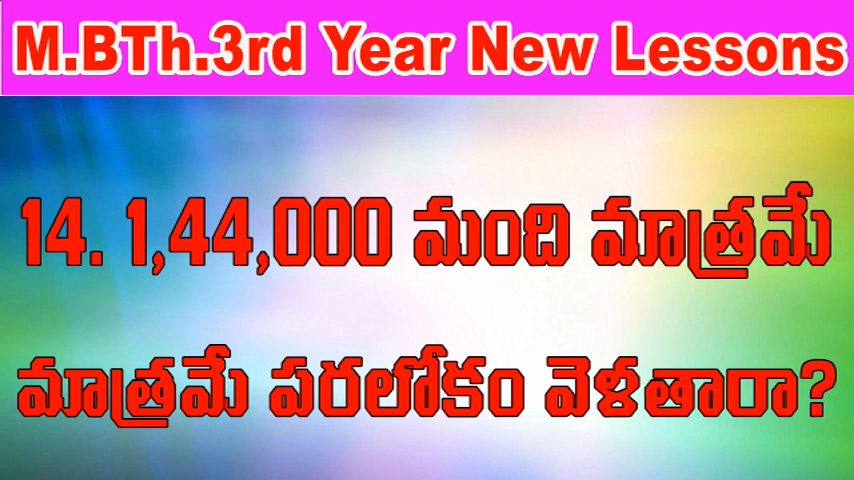 M.BTh.3rd Year New Lessons
14. 1,44,000 మంది మాత్రమే
మాత్రమే పరలోకం వెళతారా?